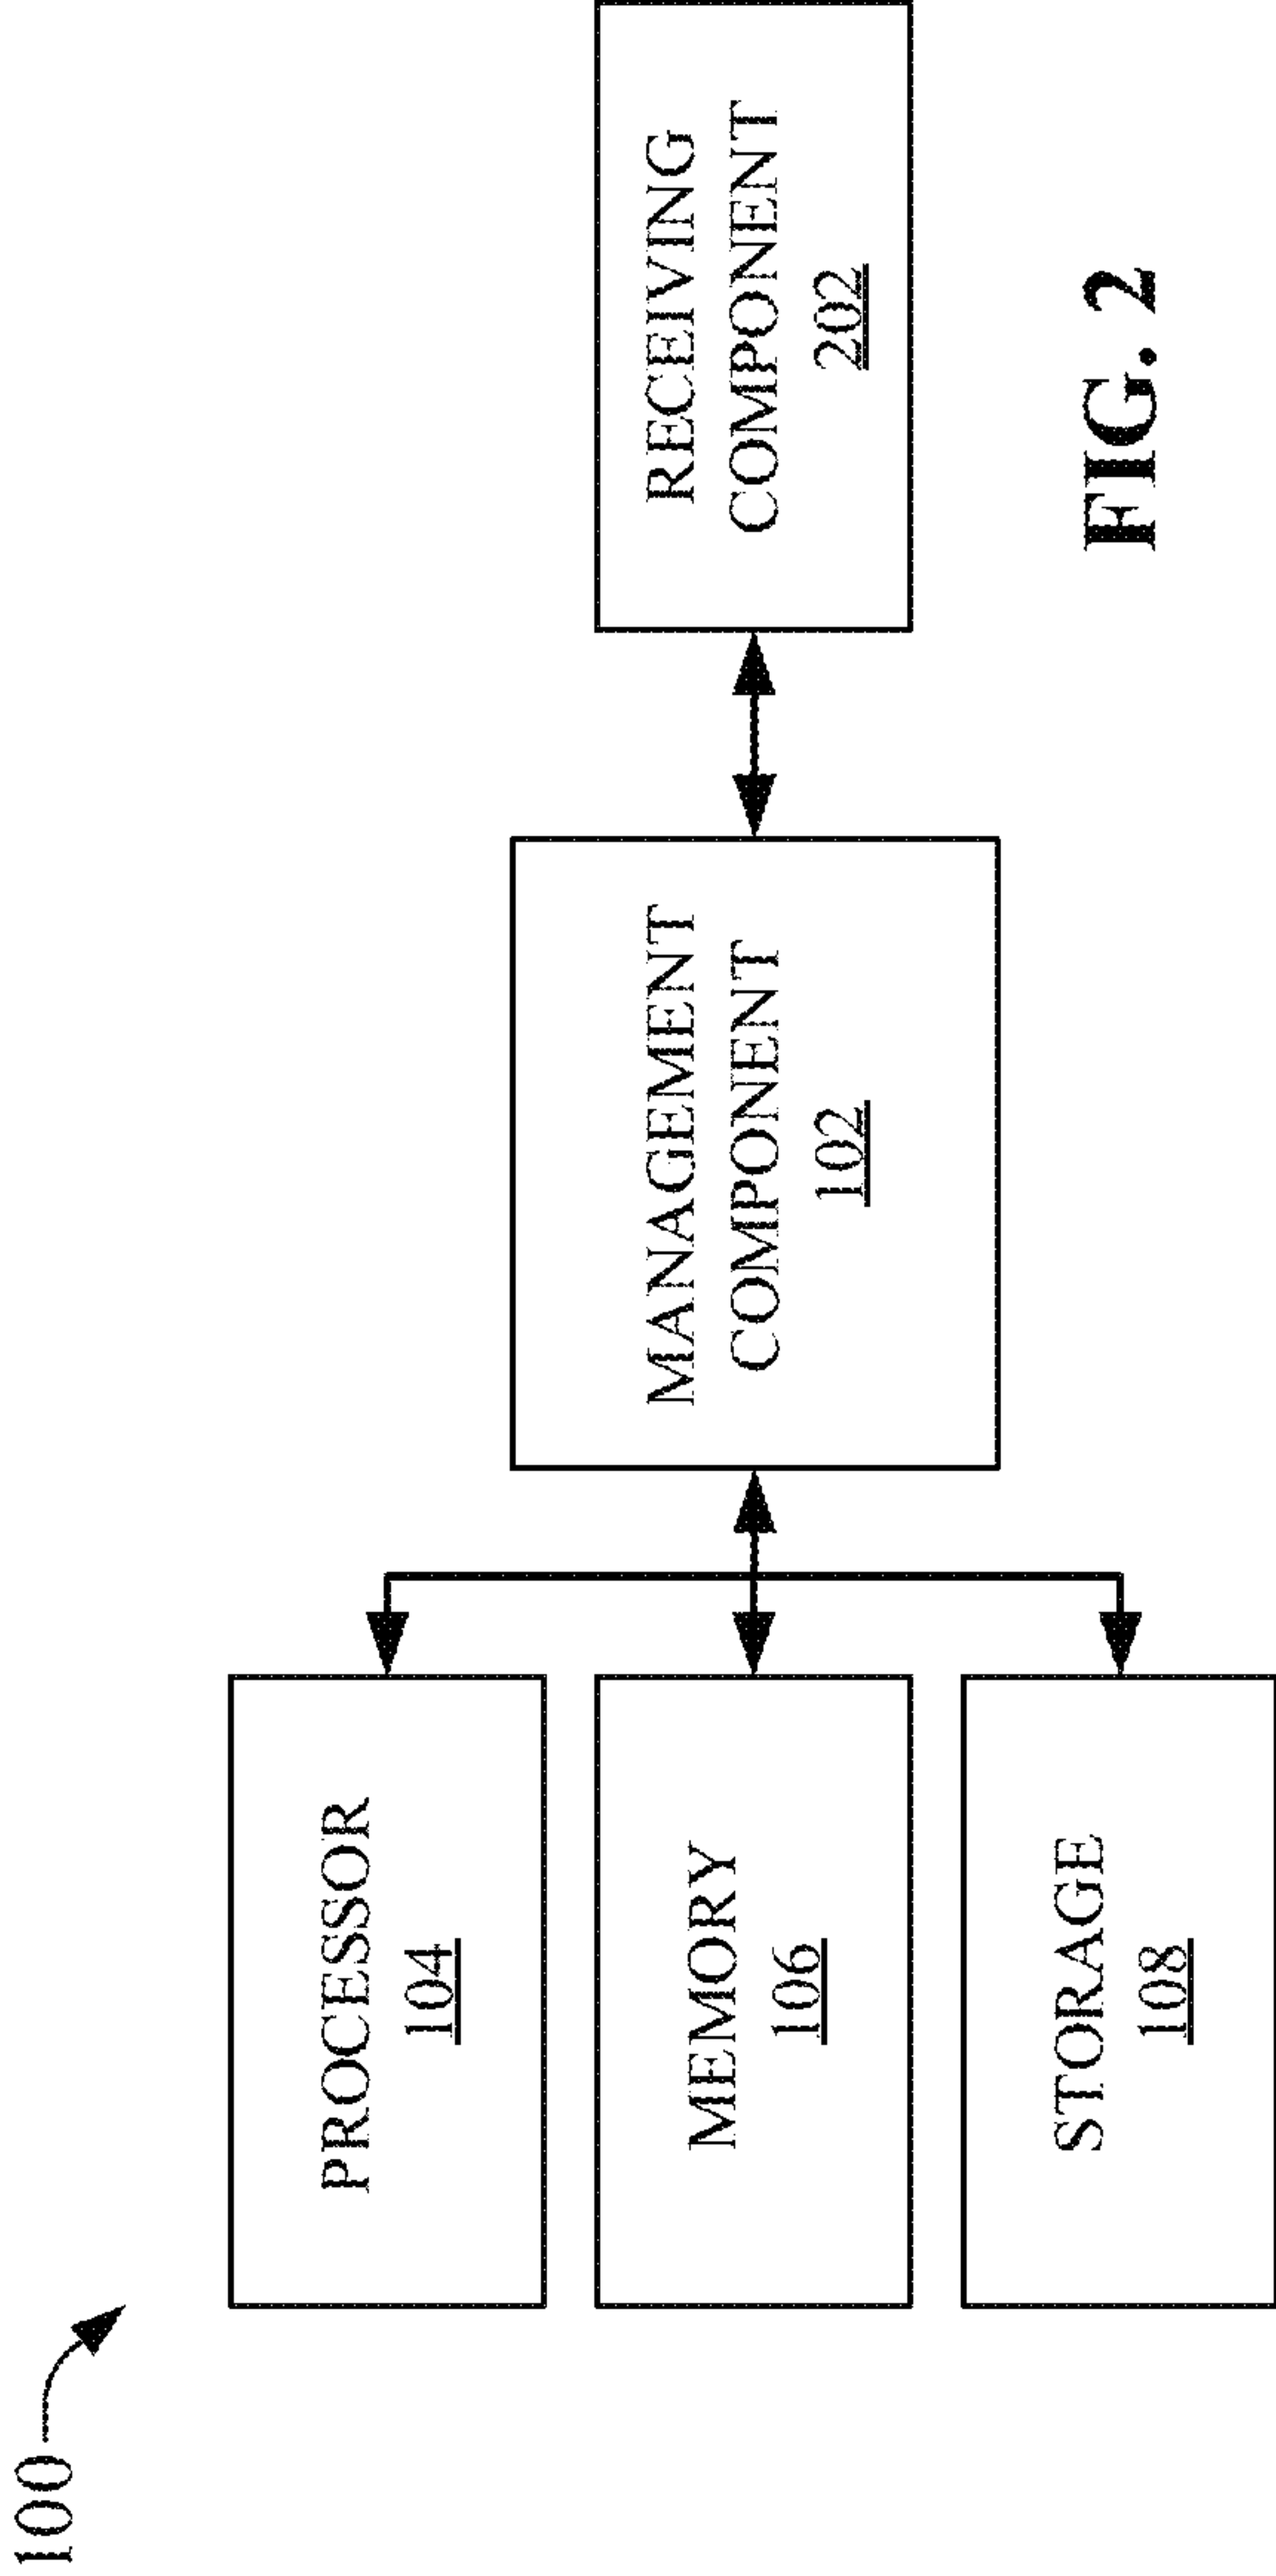 100
PROCESSOR
104
MEMORY
106
STORAGE
108
MANAGEMENT
COMPONENT
102
RECEIVING
COMPONENT
202
FIG. 2